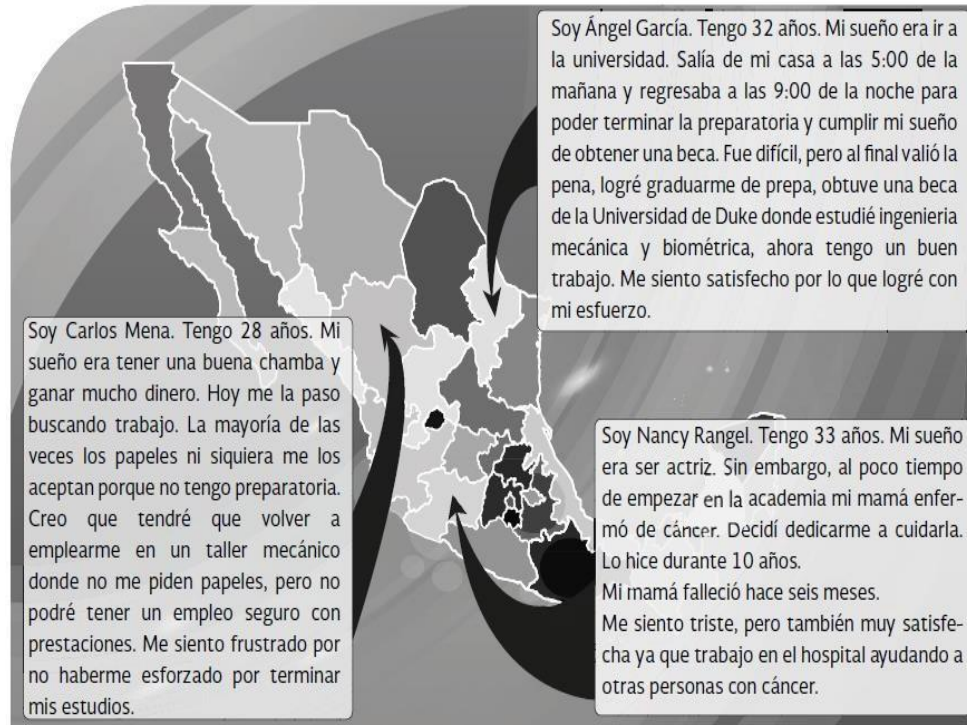 Soy Ángel García. Tengo 32 años. Mi sueño era ir a
la universidad. Salía de mi casa a las 5:00 de la
mañana y regresaba a las 9:00 de la noche para
poder terminar la preparatoria y cumplir mi sueño
de obtener una beca. Fue difícil, pero al final valió la
pena, logré graduarme de prepa, obtuve una beca
de la Universidad de Duke donde estudié ingenieria
mecánica y biométrica, ahora tengo un buen
trabajo. Me siento satisfecho por lo que logré con
mi esfuerzo.
Soy Carlos Mena. Tengo 28 años. Mi
sueño era tener una buena chamba y
ganar mucho dinero. Hoy me la paso
buscando trabajo. La mayoría de las
veces los papeles ni siquiera me los
aceptan porque no tengo preparatoria.
Creo que tendré que volver a
emplearme en un taller mecánico
donde no me piden papeles, pero no
podré tener un empleo seguro con
prestaciones. Me siento frustrado por
no haberme esforzado por terminar
mis estudios.
Soy Nancy Rangel. Tengo 33 años. Mi sueño
era ser actriz. Sin embargo, al poco tiempo
de empezar en la academia mi mamá enfer-
mó de cáncer. Decidí dedicarme a cuidarla.
Lo hice durante 10 años.
Mi mamá falleció hace seis meses.
Me siento triste, pero también muy satisfe-
cha ya que trabajo en el hospital ayudando a
otras personas con cáncer.